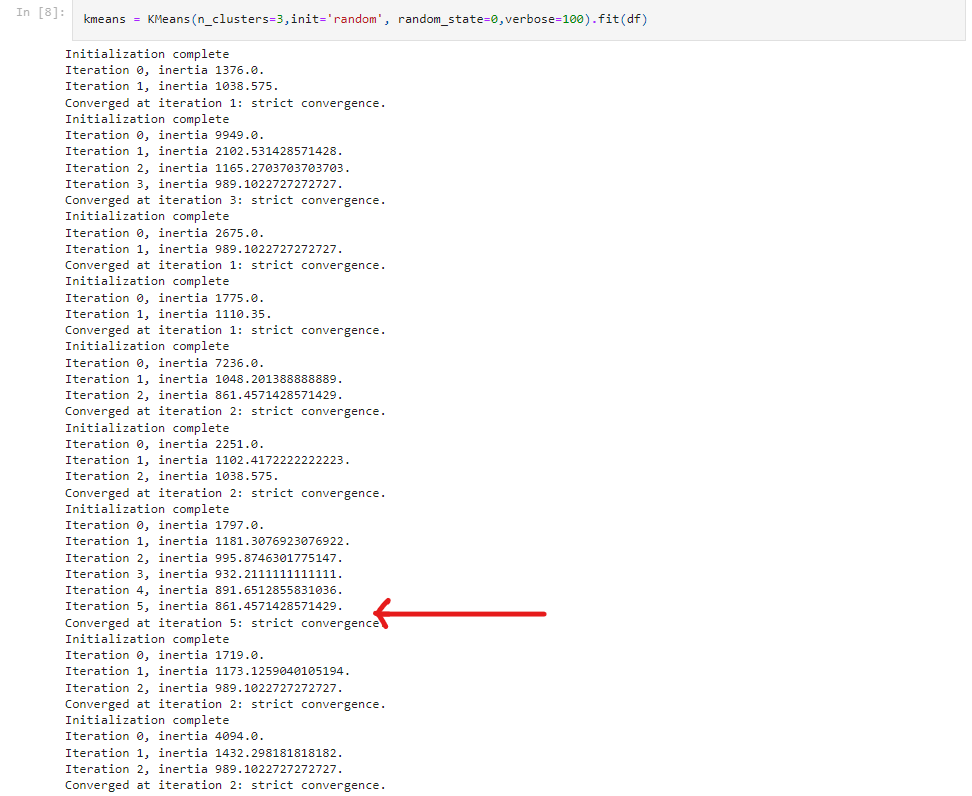 In [8]:
kmeans = KMeans(n_clusters=3,init='random', random_state=0,verbose=100).fit(df)
Initialization complete
Iteration 0, inertia 1376.0.
Iteration 1, inertia 1038.575.
Converged at iteration 1: strict convergence.
Initialization complete
Iteration 0, inertia 9949.0.
Iteration 1, inertia 2102.531428571428.
Iteration 2, inertia 1165.2703703703703.
Iteration 3, inertia 989.1022727272727.
Converged at iteration 3: strict convergence.
Initialization complete
Iteration 0, inertia 2675.0.
Iteration 1, inertia 989.1022727272727.
Converged at iteration 1: strict convergence.
Initialization complete
Iteration 0, inertia 1775.0.
Iteration 1, inertia 1110.35.
Converged at iteration 1: strict convergence.
Initialization complete
Iteration 0, inertia 7236.0.
Iteration 1, inertia 1048.201388888889.
Iteration 2, inertia 861.4571428571429.
Converged at iteration 2: strict convergence.
Initialization complete
Iteration 0, inertia 2251.0.
Iteration 1, inertia 1102.4172222222223.
Iteration 2, inertia 1038.575.
Converged at iteration 2: strict convergence.
Initialization complete
Iteration 0, inertia 1797.0.
Iteration 1, inertia 1181.3076923076922.
Iteration 2, inertia 995.8746301775147.
Iteration 3, inertia 932.2111111111111.
Iteration 4, inertia 891.6512855831036.
Iteration 5, inertia 861.4571428571429.
Converged at iteration 5: strict convergence
Initialization complete
Iteration 0, inertia 1719.0.
Iteration 1, inertia 1173.1259040105194.
Iteration 2, inertia 989.1022727272727.
Converged at iteration 2: strict convergence.
Initialization complete
Iteration 0, inertia 4094.0.
Iteration 1, inertia 1432.298181818182.
Iteration 2, inertia 989.1022727272727.
Converged at iteration 2: strict convergence.